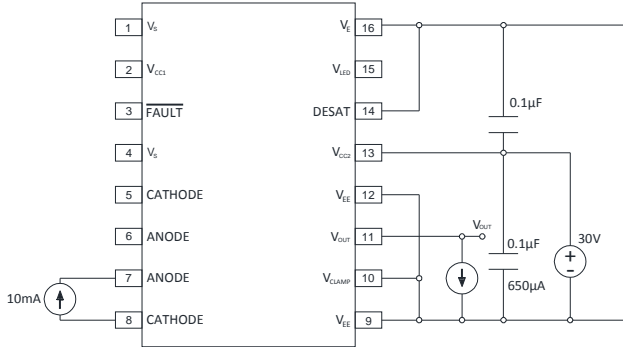 1 VS
VE 16
2 VCC1
VLED 15
3 FAULT
DESAT 14
0.1µF
4 VS
VCC2 13
5 CATHODE
VEE 12
6 ANODE
VOUT 11
VOUT
0.1µF
30V
+
-
7 ANODE
VCLAMP 10
650µA
10mA
8 CATHODE
VEE 9